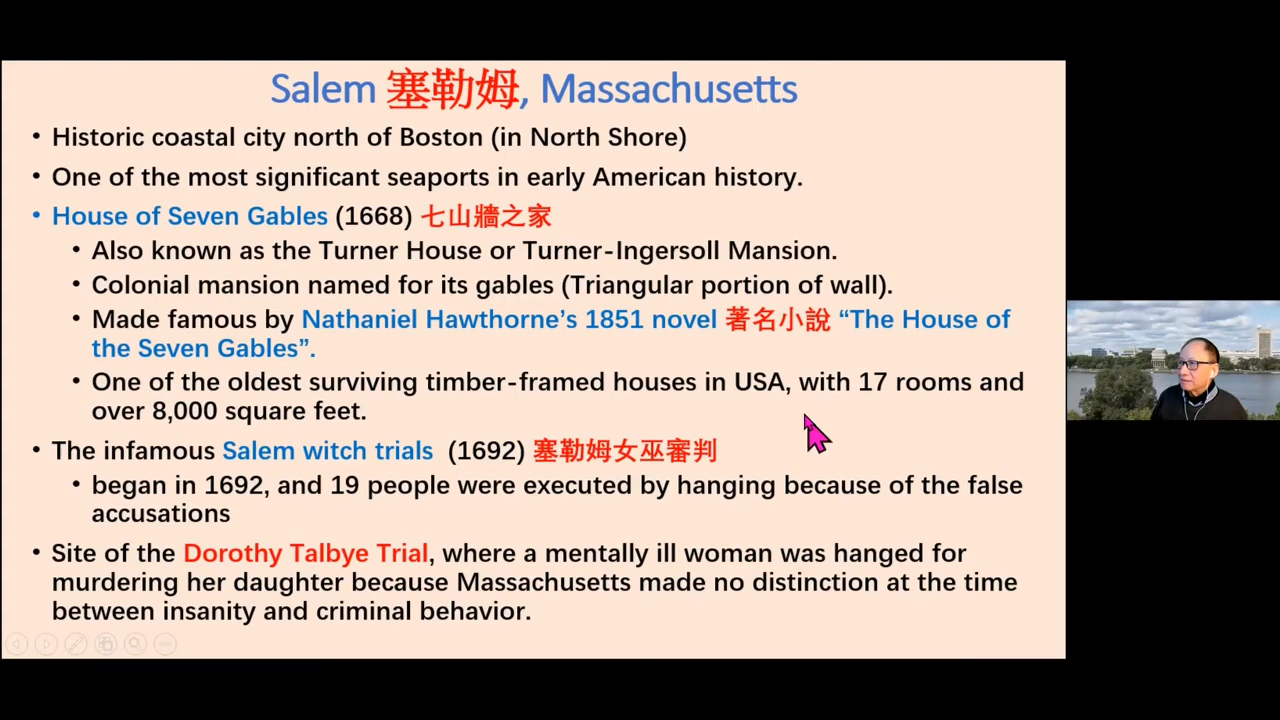 Salem 塞勒姆, Massachusetts
• Historic coastal city north of Boston (in North Shore)
• One of the most significant seaports in early American history.
• House of Seven Gables (1668) 七山牆之家
• Also known as the Turner House or Turner-Ingersoll Mansion.
• Colonial mansion named for its gables (Triangular portion of wall).
• Made famous by Nathaniel Hawthorne’s 1851 novel 著名小說 “The House of
the Seven Gables”.
• One of the oldest surviving timber-framed houses in USA, with 17 rooms and
over 8,000 square feet.
• The infamous Salem witch trials (1692) 塞勒姆女巫審判
• began in 1692, and 19 people were executed by hanging because of the false
accusations
• Site of the Dorothy Talbye Trial, where a mentally ill woman was hanged for
murdering her daughter because Massachusetts made no distinction at the time
between insanity and criminal behavior.